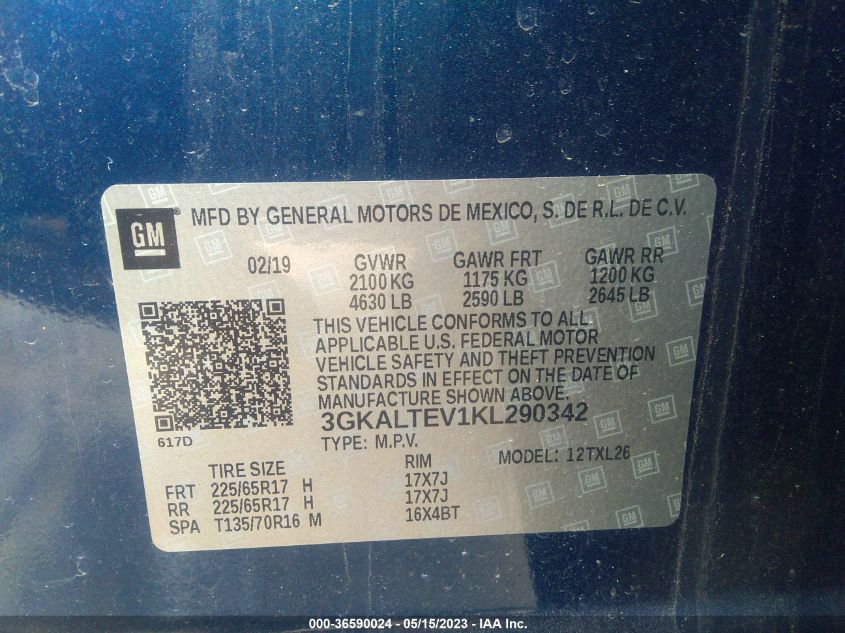 GM
MFD BY GENERAL MOTORS DE MEXICO, S. DE R.L. DE C.V.
02/19 GVWR GAWR FRT GAWR RR
2100 KG 1175 KG 1200 KG
4630 LB 2590 LB 2645 LB
THIS VEHICLE CONFORMS TO ALL
APPLICABLE U.S. FEDERAL MOTOR
VEHICLE SAFETY AND THEFT PREVENTION
STANDARDS IN EFFECT ON THE DATE OF
MANUFACTURE SHOWN ABOVE.
3GKALTEV1KL290342
617D
TYPE: M.P.V. MODEL: 12TXL26
TIRE SIZE RIM
FRT 225/65R17 H 17X7J
RR 225/65R17 H 17X7J
SPA T135/70R16 M 16X4BT
000-36590024 - 05/15/2023 - IAA Inc.